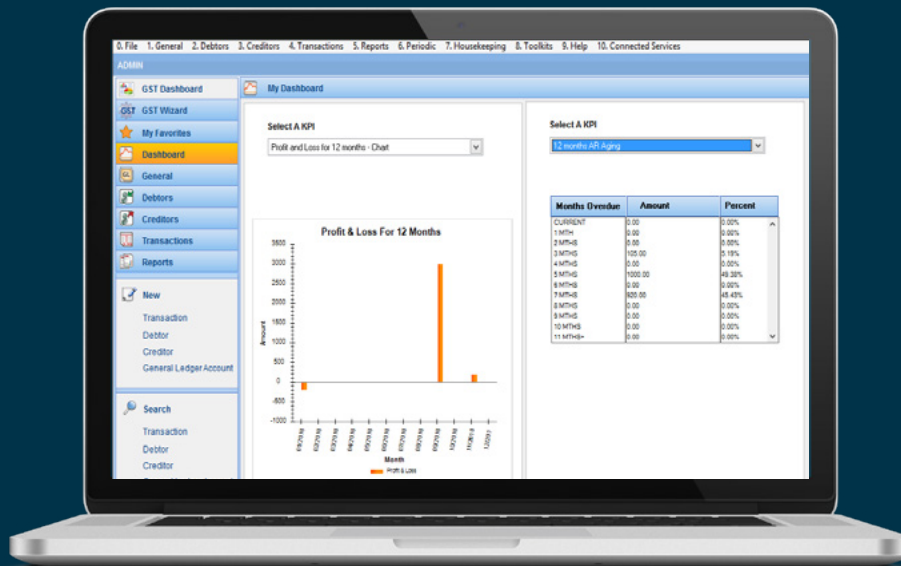 0. File 1. General 2. Debtors 3. Creditors 4. Transactions 5. Reports 6. Periodic 7. Housekeeping 8. Toolkits 9. Help 10. Connected Services
ADMIN
GST Dashboard
GST Wizard
My Favorites
Dashboard
General
Debtors
Creditors
Transactions
Reports
New
Transaction
Debtor
Creditor
General Ledger Account
Search
Transaction
Debtor
Creditor
My Dashboard
Select A KPI
Profit and Loss for 12 months - Chart
Profit & Loss For 12 Months
Amount
3500
3000
2500
2000
1500
1000
500
0
-500
-1000
Month
Profit & Loss
Select A KPI
12 months AR Aging
Months Overdue Amount Percent
CURRENT 0.00 0.00%
1 MTH 0.00 0.00%
2 MTHS 0.00 0.00%
3 MTHS 105.00 5.19%
4 MTHS 0.00 0.00%
5 MTHS 1000.00 49.38%
6 MTHS 0.00 0.00%
7 MTHS 920.00 45.43%
8 MTHS 0.00 0.00%
9 MTHS 0.00 0.00%
10 MTHS 0.00 0.00%
11 MTHS+ 0.00 0.00%